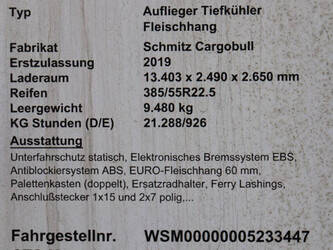 Typ Auflieger Tiefkühler
Fleischhang
Fabrikat Schmitz Cargobull
Erstzulassung 2019
Laderaum 13.403 x 2.490 x 2.650 mm
Reifen 385/55R22.5
Leergewicht 9.480 kg
KG Stunden (D/E) 21.288/926
Ausstattung
Unterfahrschutz statisch, Elektronisches Bremssystem EBS,
Antiblockiersystem ABS, EURO-Fleischhang 60 mm,
Palettenkasten (doppelt), Ersatzradhalter, Ferry Lashings,
Anschlußstecker 1x15 und 2x7 polig,...
Fahrgestellnr. WSM00000005233447